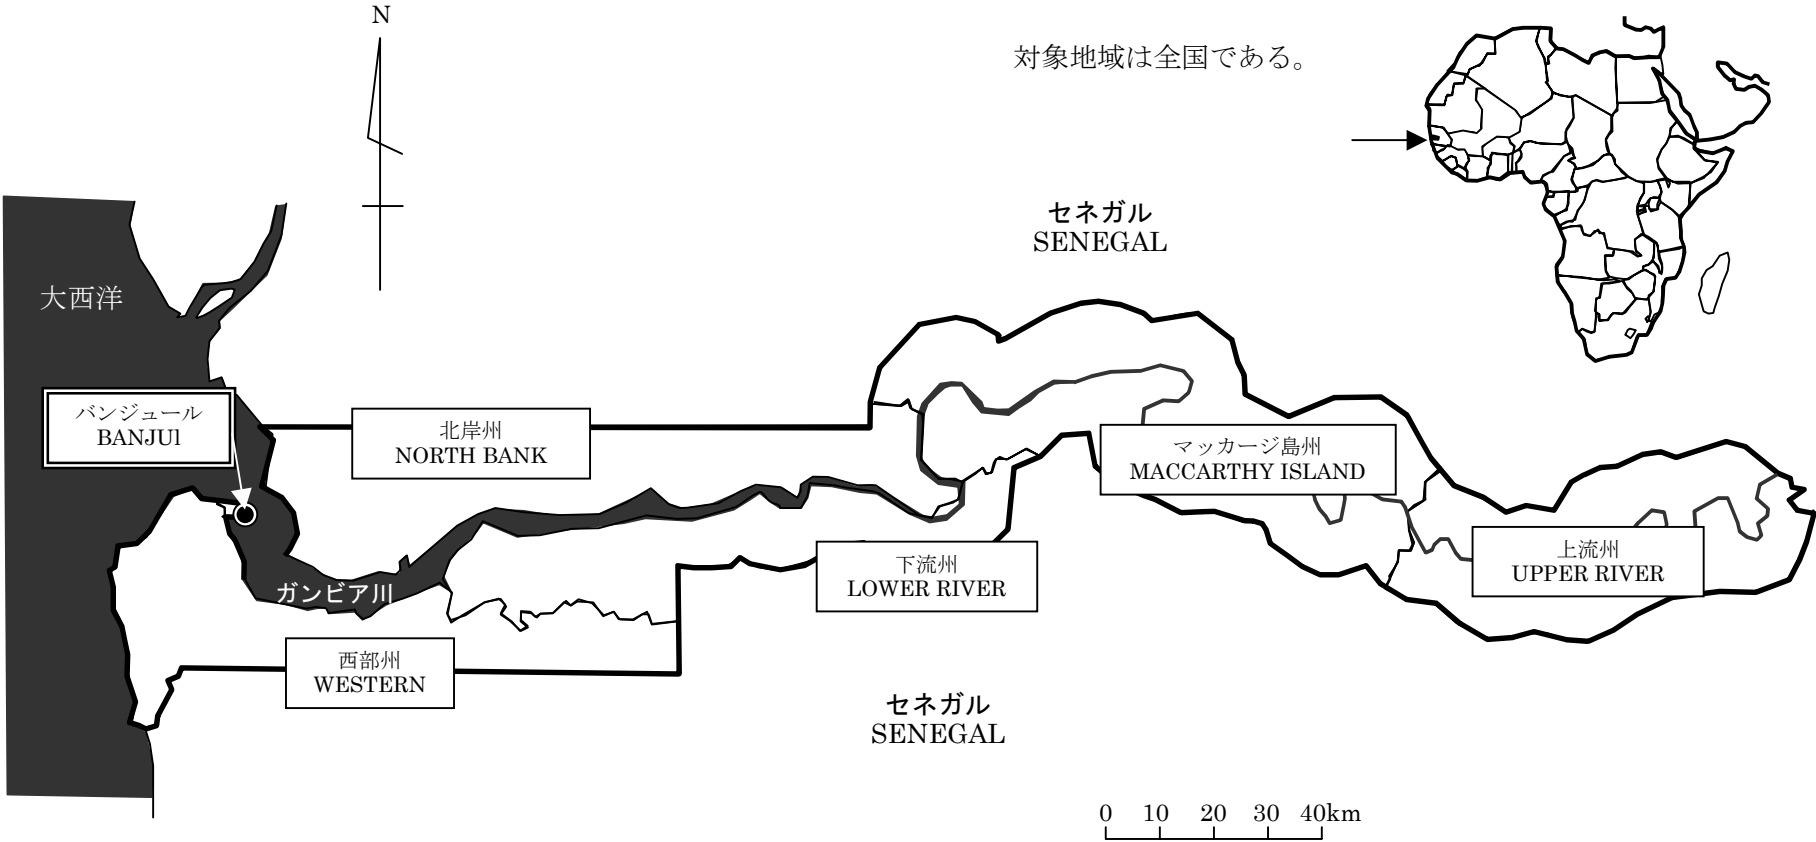 N
対象地域は全国である。
セネガル
SENEGAL
大西洋
バンジュール
BANJUl
北岸州
NORTH BANK
マッカージ島州
MACCARTHY ISLAND
下流州
LOWER RIVER
上流州
UPPER RIVER
ガンビア川
西部州
WESTERN
セネガル
SENEGAL
0 10 20 30 40km